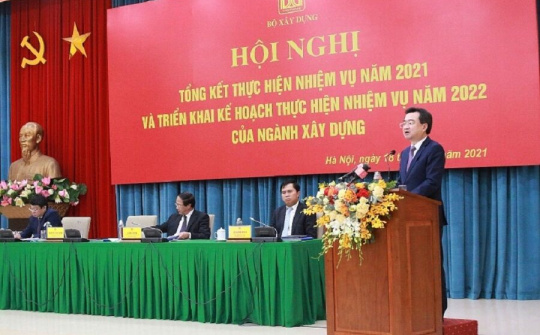 BỘ XÂY DỰNG
HỘI NGHỊ
TỔNG KẾT THỰC HIỆN NHIỆM VỤ NĂM 2021
VÀ TRIỂN KHAI KẾ HOẠCH THỰC HIỆN NHIỆM VỤ NĂM 2022
CỦA NGÀNH XÂY DỰNG
Hà Nội, ngày 2021